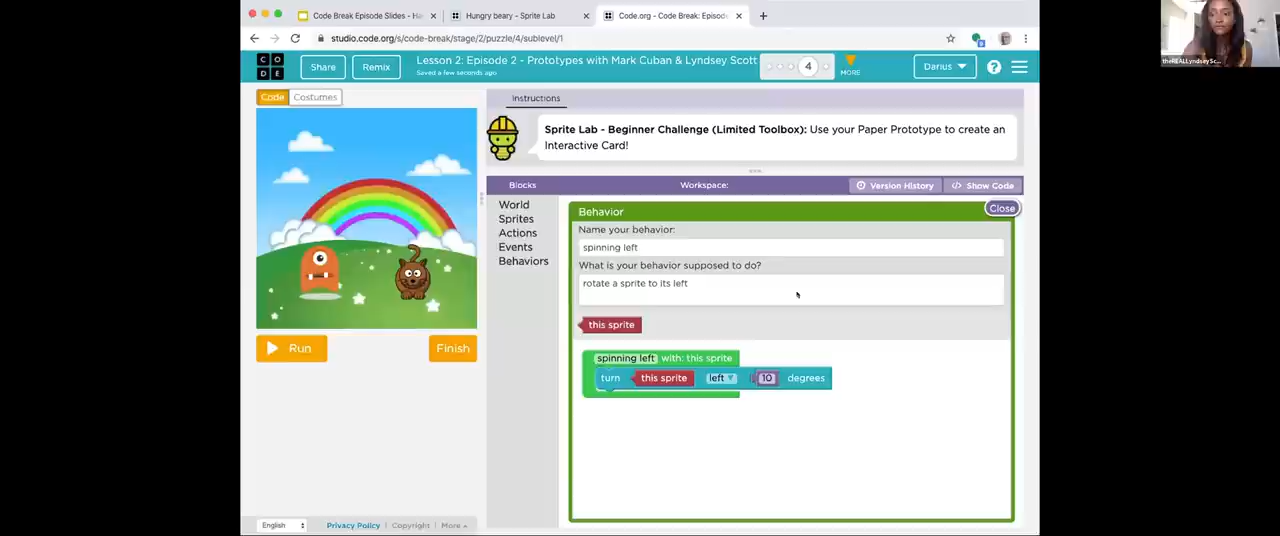 Code Break Episode Slides - Ha
Hungry beary - Sprite Lab
Code.org - Code Break: Episode
studio.code.org/s/code-break/stage/2/puzzle/4/sublevel/1
theREALLyndseySc...
C O
D E
Share
Remix
Lesson 2: Episode 2 - Prototypes with Mark Cuban & Lyndsey Scott
Saved a few seconds ago
4
MORE
Darius
?
Code
Costumes
Instructions
Sprite Lab - Beginner Challenge (Limited Toolbox): Use your Paper Prototype to create an
Interactive Card!
Blocks
Workspace:
Version History
</> Show Code
World
Sprites
Actions
Events
Behaviors
Behavior
Close
Name your behavior:
spinning left
What is your behavior supposed to do?
rotate a sprite to its left
this sprite
spinning left with: this sprite
turn this sprite left 10 degrees
Run
Finish
English
Privacy Policy | Copyright | More